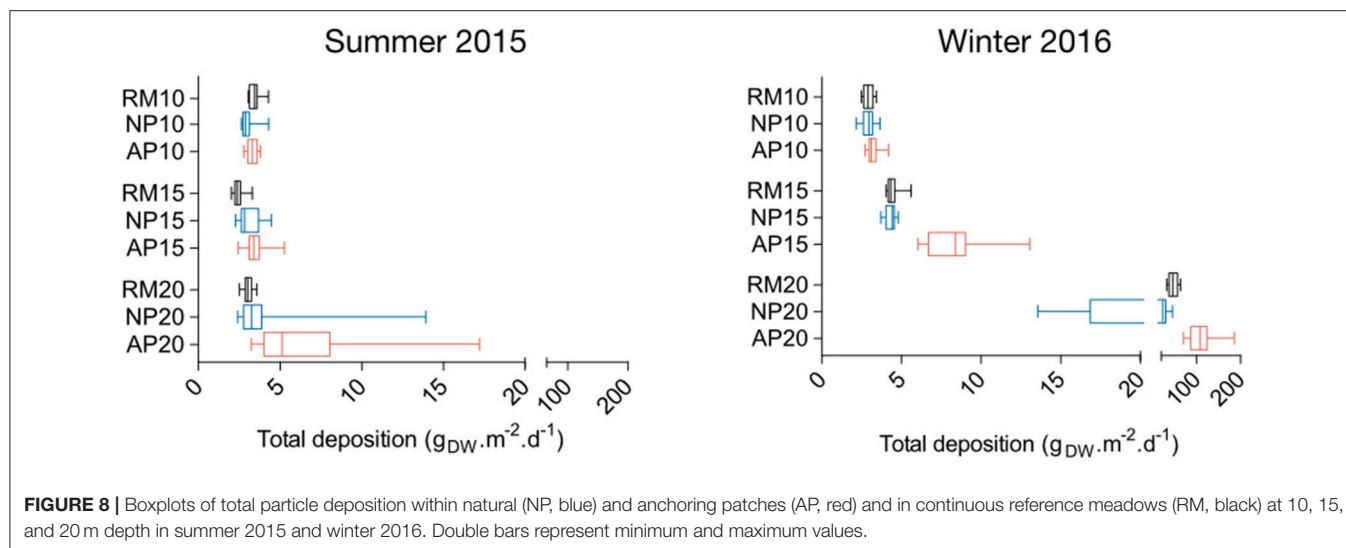 Summer 2015
RM10
NP10
AP10
RM15
NP15
AP15
RM20
NP20
AP20
0 5 10 15 20 100 200
Total deposition (g_DW.m⁻².d⁻¹)
Winter 2016
RM10
NP10
AP10
RM15
NP15
AP15
RM20
NP20
AP20
0 5 10 15 20 100 200
Total deposition (g_DW.m⁻².d⁻¹)
FIGURE 8 | Boxplots of total particle deposition within natural (NP, blue) and anchoring patches (AP, red) and in continuous reference meadows (RM, black) at 10, 15,
and 20 m depth in summer 2015 and winter 2016. Double bars represent minimum and maximum values.